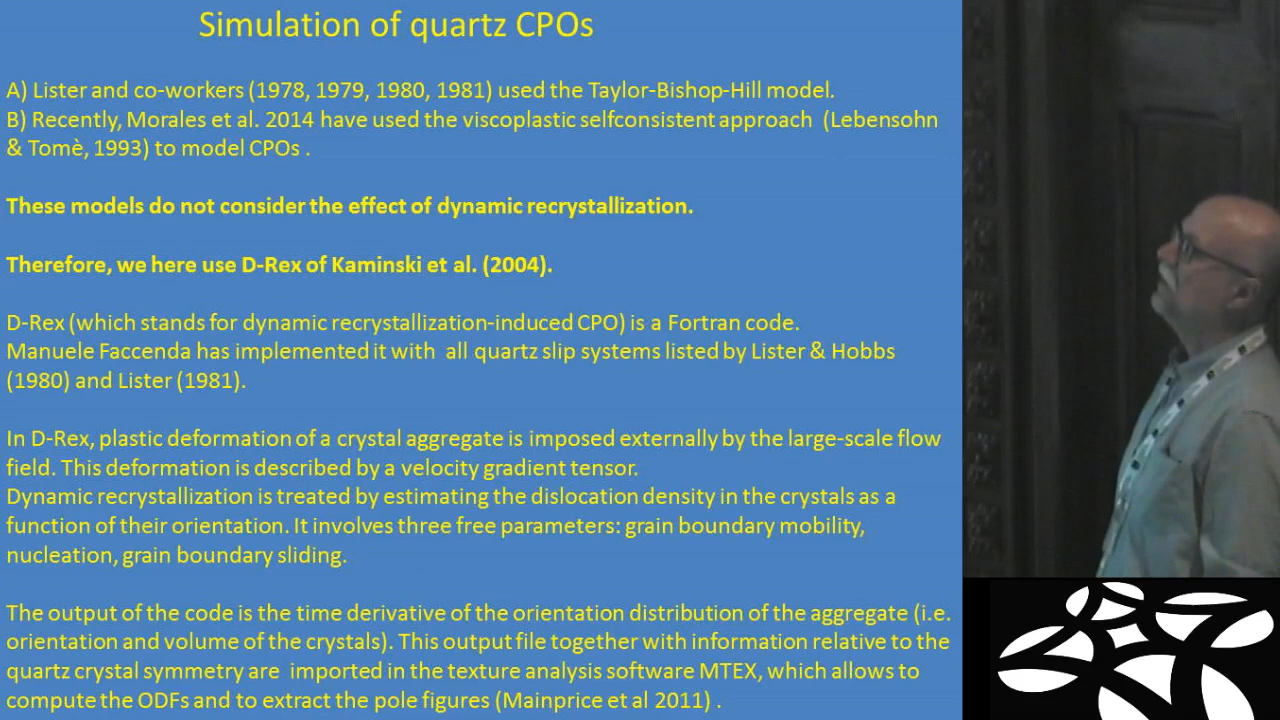 Simulation of quartz CPOs
A) Lister and co-workers (1978, 1979, 1980, 1981) used the Taylor-Bishop-Hill model.
B) Recently, Morales et al. 2014 have used the viscoplastic selfconsistent approach (Lebensohn
& Tomè, 1993) to model CPOs .
These models do not consider the effect of dynamic recrystallization.
Therefore, we here use D-Rex of Kaminski et al. (2004).
D-Rex (which stands for dynamic recrystallization-induced CPO) is a Fortran code.
Manuele Faccenda has implemented it with all quartz slip systems listed by Lister & Hobbs
(1980) and Lister (1981).
In D-Rex, plastic deformation of a crystal aggregate is imposed externally by the large-scale flow
field. This deformation is described by a velocity gradient tensor.
Dynamic recrystallization is treated by estimating the dislocation density in the crystals as a
function of their orientation. It involves three free parameters: grain boundary mobility,
nucleation, grain boundary sliding.
The output of the code is the time derivative of the orientation distribution of the aggregate (i.e.
orientation and volume of the crystals). This output file together with information relative to the
quartz crystal symmetry are imported in the texture analysis software MTEX, which allows to
compute the ODFs and to extract the pole figures (Mainprice et al 2011) .